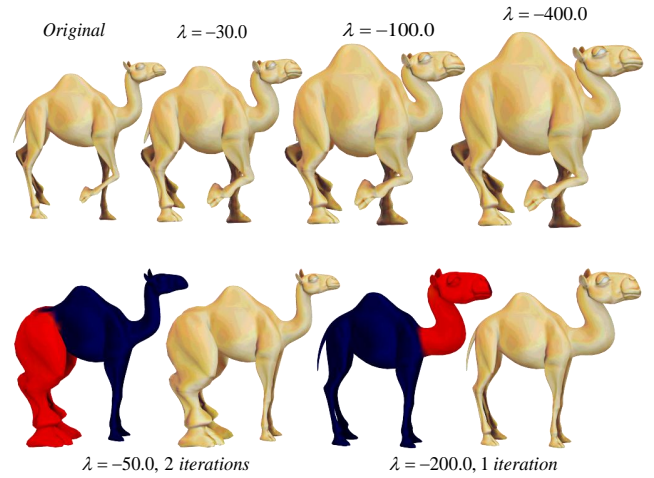 Original
λ = −30.0
λ = −100.0
λ = −400.0
λ = −50.0, 2 iterations
λ = −200.0, 1 iteration